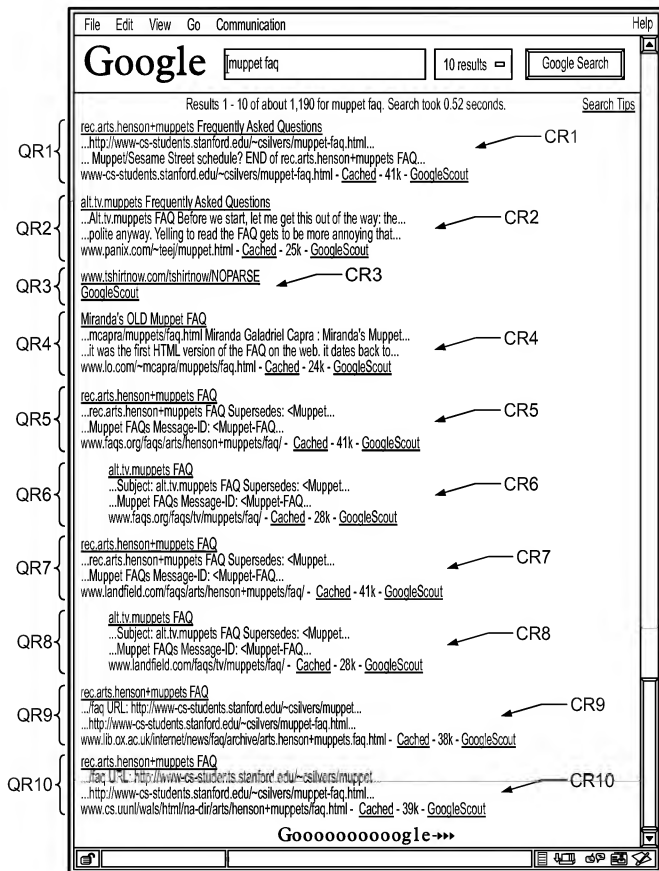 File Edit View Go Communication Help
Google muppet faq 10 results Google Search
Results 1 - 10 of about 1,190 for muppet faq. Search took 0.52 seconds. Search Tips
QR1
rec.arts.henson+muppets Frequently Asked Questions
...http://www-cs-students.stanford.edu/~csilvers/muppet-faq.html...
CR1
... Muppet/Sesame Street schedule? END of rec.arts.henson+muppets FAQ...
www-cs-students.stanford.edu/~csilvers/muppet-faq.html - Cached - 41k - GoogleScout
QR2
alt.tv.muppets Frequently Asked Questions
...Alt.tv.muppets FAQ Before we start, let me get this out of the way: the...
CR2
...polite anyway. Yelling to read the FAQ gets to be more annoying that...
www.panix.com/~teej/muppet.html - Cached - 25k - GoogleScout
QR3
www.tshirtnow.com/tshirtnow/NOPARSE
CR3
GoogleScout
QR4
Miranda's OLD Muppet FAQ
...mcapra/muppets/faq.html Miranda Galadriel Capra : Miranda's Muppet...
CR4
...it was the first HTML version of the FAQ on the web. it dates back to...
www.lo.com/~mcapra/muppets/faq.html - Cached - 24k - GoogleScout
QR5
rec.arts.henson+muppets FAQ
...rec.arts.henson+muppets FAQ Supersedes: <Muppet...
CR5
...Muppet FAQs Message-ID: <Muppet-FAQ...
www.faqs.org/faqs/arts/henson+muppets/faq/ - Cached - 41k - GoogleScout
QR6
alt.tv.muppets FAQ
...Subject: alt.tv.muppets FAQ Supersedes: <Muppet...
CR6
...Muppet FAQs Message-ID: <Muppet-FAQ...
www.faqs.org/faqs/tv/muppets/faq/ - Cached - 28k - GoogleScout
QR7
rec.arts.henson+muppets FAQ
...rec.arts.henson+muppets FAQ Supersedes: <Muppet...
CR7
...Muppet FAQs Message-ID: <Muppet-FAQ...
www.landfield.com/faqs/arts/henson+muppets/faq/ - Cached - 41k - GoogleScout
QR8
alt.tv.muppets FAQ
...Subject: alt.tv.muppets FAQ Supersedes: <Muppet...
CR8
...Muppet FAQs Message-ID: <Muppet-FAQ...
www.landfield.com/faqs/tv/muppets/faq/ - Cached - 28k - GoogleScout
QR9
rec.arts.henson+muppets FAQ
.../faq URL: http://www-cs-students.stanford.edu/~csilvers/muppet...
CR9
...http://www-cs-students.stanford.edu/~csilvers/muppet-faq.html...
www.lib.ox.ac.uk/internet/news/faq/archive/arts.henson+muppets.faq.html - Cached - 38k - GoogleScout
QR10
rec.arts.henson+muppets FAQ
.../faq URL: http://www-cs-students.stanford.edu/~csilvers/muppet...
CR10
...http://www-cs-students.stanford.edu/~csilvers/muppet-faq.html...
www.cs.uunl/wals/html/na-dir/arts/henson+muppets/faq.html - Cached - 39k - GoogleScout
Goooooooooogle